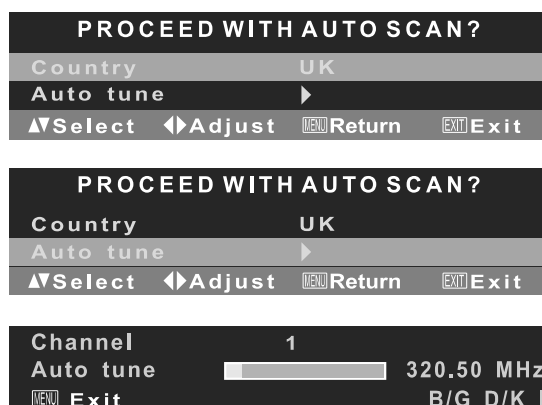 PROCEED WITH AUTO SCAN?
Country UK
Auto tune
Select Adjust MENU Return EXIT Exit
PROCEED WITH AUTO SCAN?
Country UK
Auto tune
Select Adjust MENU Return EXIT Exit
Channel 1
Auto tune 320.50 MHz
MENU Exit B/G D/K